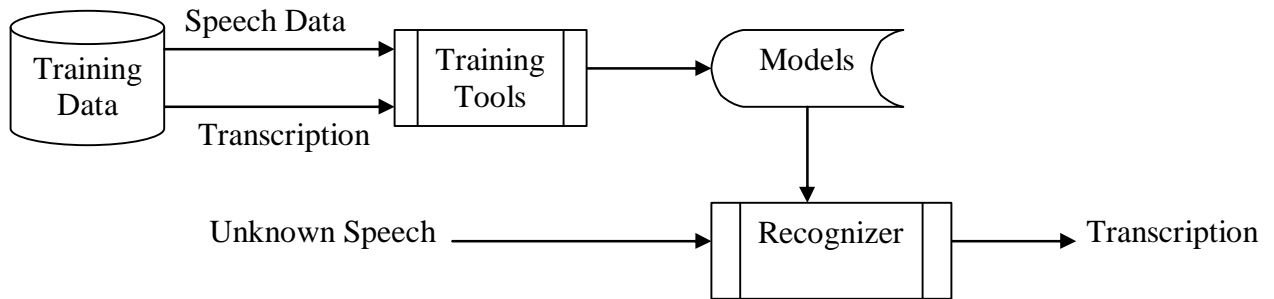 Speech Data
Training
Data
Transcription
Training
Tools
Models
Unknown Speech
Recognizer
Transcription